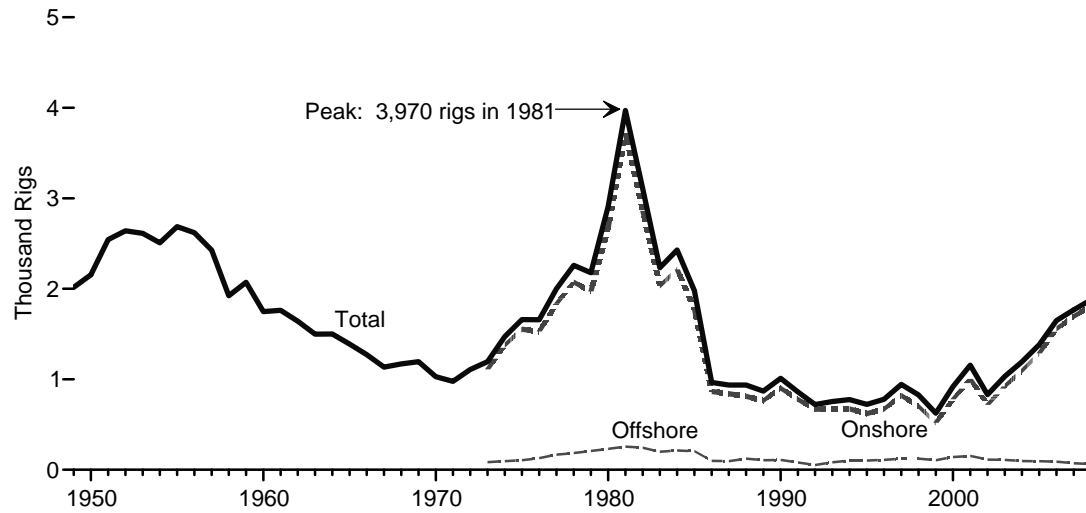 5
4
3
2
1
0
Thousand Rigs
Peak: 3,970 rigs in 1981
Total
Offshore
Onshore
1950 1960 1970 1980 1990 2000